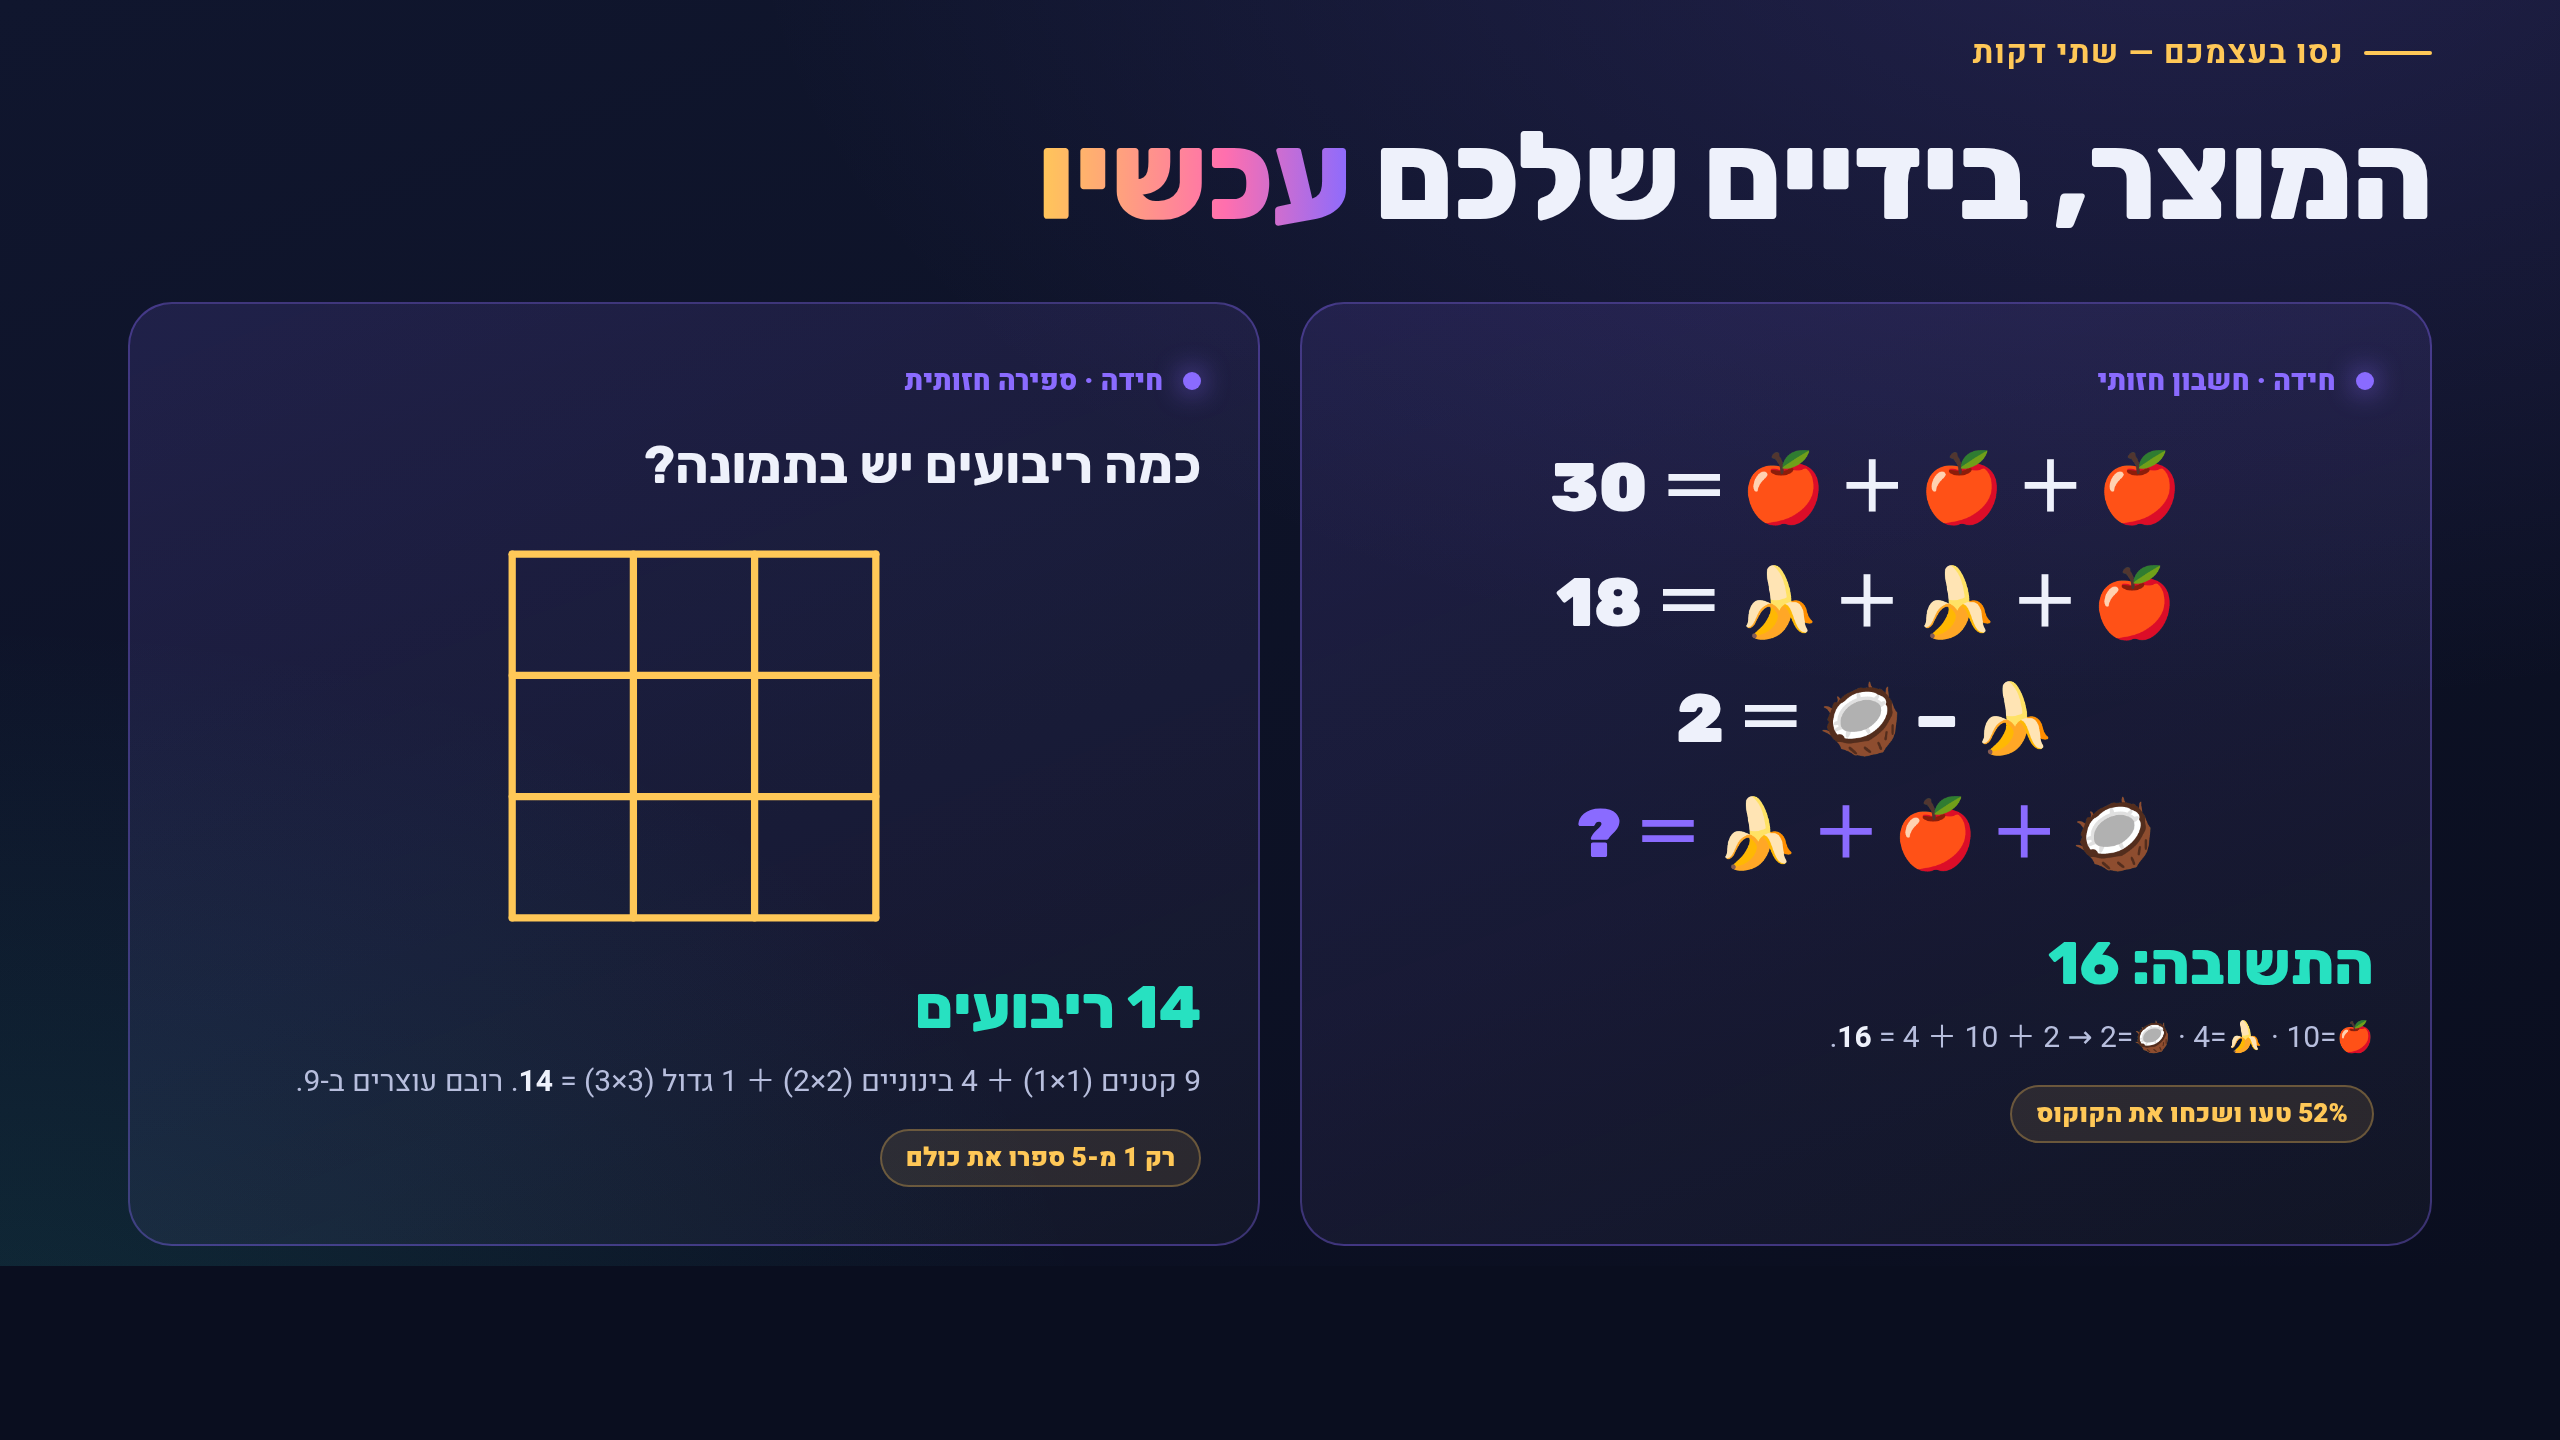 נסו בעצמכם — שתי דקות
המוצר, בידיים שלכם עכשיו
חידה · חשבון חזותי
🍎 + 🍎 + 🍎 = 30
🍎 + 🍌 + 🍌 = 18
🍌 − 🥥 = 2
🥥 + 🍎 + 🍌 = ?
התשובה: 16
🍎=10 · 🍌=4 · 🥥=2 → 2 + 10 + 4 = 16.
52% טעו ושכחו את הקוקוס
חידה · ספירה חזותית
כמה ריבועים יש בתמונה?
14 ריבועים
9 קטנים (1×1) + 4 בינוניים (2×2) + 1 גדול (3×3) = 14. רובם עוצרים ב-9.
רק 1 מ-5 ספרו את כולם